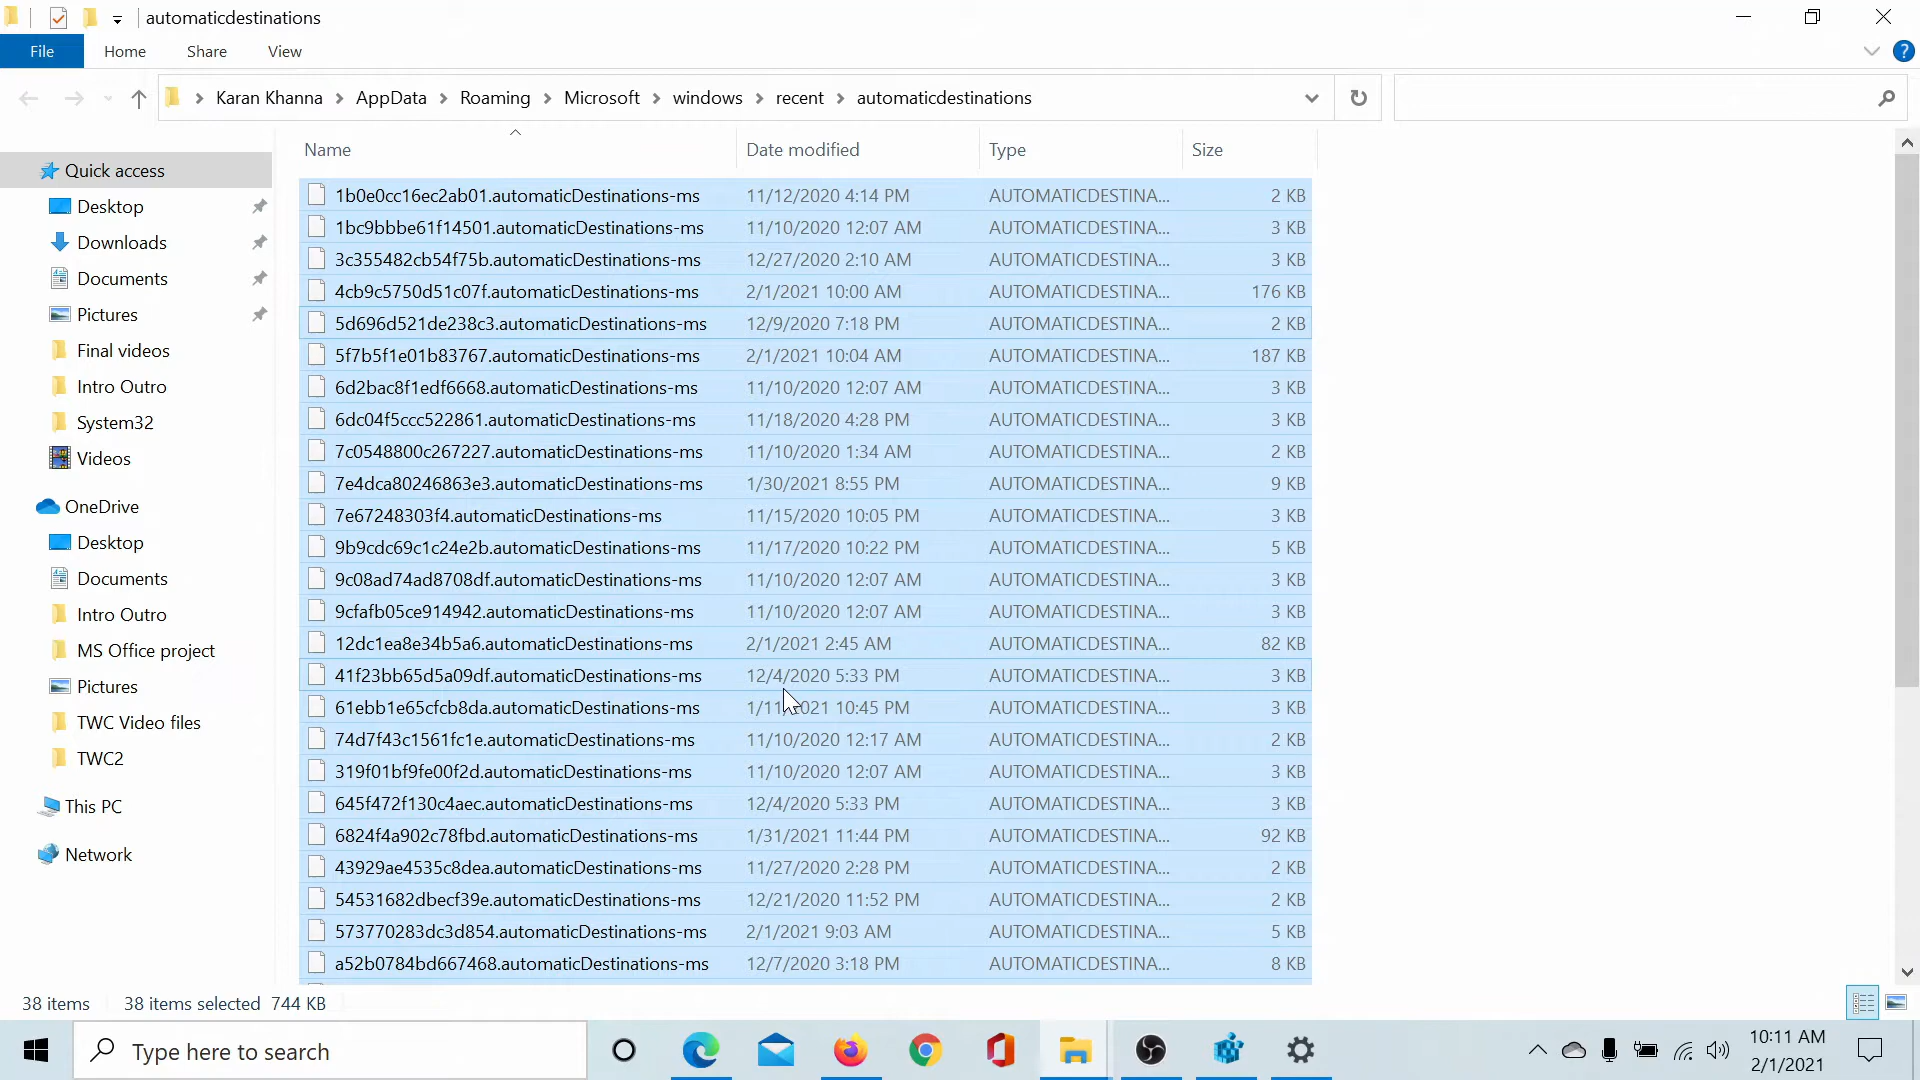 automaticdestinations
File Home Share View
Karan Khanna AppData Roaming Microsoft windows recent automaticdestinations
Name Date modified Type Size
Quick access
Desktop
Downloads
Documents
Pictures
Final videos
Intro Outro
System32
Videos
OneDrive
Desktop
Documents
Intro Outro
MS Office project
Pictures
TWC Video files
TWC2
This PC
Network
1b0e0cc16ec2ab01.automaticDestinations-ms 11/12/2020 4:14 PM AUTOMATICDESTINA... 2 KB
1bc9bbbe61f14501.automaticDestinations-ms 11/10/2020 12:07 AM AUTOMATICDESTINA... 3 KB
3c355482cb54f75b.automaticDestinations-ms 12/27/2020 2:10 AM AUTOMATICDESTINA... 3 KB
4cb9c5750d51c07f.automaticDestinations-ms 2/1/2021 10:00 AM AUTOMATICDESTINA... 176 KB
5d696d521de238c3.automaticDestinations-ms 12/9/2020 7:18 PM AUTOMATICDESTINA... 2 KB
5f7b5f1e01b83767.automaticDestinations-ms 2/1/2021 10:04 AM AUTOMATICDESTINA... 187 KB
6d2bac8f1edf6668.automaticDestinations-ms 11/10/2020 12:07 AM AUTOMATICDESTINA... 3 KB
6dc04f5ccc522861.automaticDestinations-ms 11/18/2020 4:28 PM AUTOMATICDESTINA... 3 KB
7c0548800c267227.automaticDestinations-ms 11/10/2020 1:34 AM AUTOMATICDESTINA... 2 KB
7e4dca80246863e3.automaticDestinations-ms 1/30/2021 8:55 PM AUTOMATICDESTINA... 9 KB
7e67248303f4.automaticDestinations-ms 11/15/2020 10:05 PM AUTOMATICDESTINA... 3 KB
9b9cdc69c1c24e2b.automaticDestinations-ms 11/17/2020 10:22 PM AUTOMATICDESTINA... 5 KB
9c08ad74ad8708df.automaticDestinations-ms 11/10/2020 12:07 AM AUTOMATICDESTINA... 3 KB
9cfafb05ce914942.automaticDestinations-ms 11/10/2020 12:07 AM AUTOMATICDESTINA... 3 KB
12dc1ea8e34b5a6.automaticDestinations-ms 2/1/2021 2:45 AM AUTOMATICDESTINA... 82 KB
41f23bb65d5a09df.automaticDestinations-ms 12/4/2020 5:33 PM AUTOMATICDESTINA... 3 KB
61ebb1e65cfcb8da.automaticDestinations-ms 1/11/2021 10:45 PM AUTOMATICDESTINA... 3 KB
74d7f43c1561fc1e.automaticDestinations-ms 11/10/2020 12:17 AM AUTOMATICDESTINA... 2 KB
319f01bf9fe00f2d.automaticDestinations-ms 11/10/2020 12:07 AM AUTOMATICDESTINA... 3 KB
645f472f130c4aec.automaticDestinations-ms 12/4/2020 5:33 PM AUTOMATICDESTINA... 3 KB
6824f4a902c78fbd.automaticDestinations-ms 1/31/2021 11:44 PM AUTOMATICDESTINA... 92 KB
43929ae4535c8dea.automaticDestinations-ms 11/27/2020 2:28 PM AUTOMATICDESTINA... 2 KB
54531682dbecf39e.automaticDestinations-ms 12/21/2020 11:52 PM AUTOMATICDESTINA... 2 KB
573770283dc3d854.automaticDestinations-ms 2/1/2021 9:03 AM AUTOMATICDESTINA... 5 KB
a52b0784bd667468.automaticDestinations-ms 12/7/2020 3:18 PM AUTOMATICDESTINA... 8 KB
38 items 38 items selected 744 KB
Type here to search
10:11 AM
2/1/2021